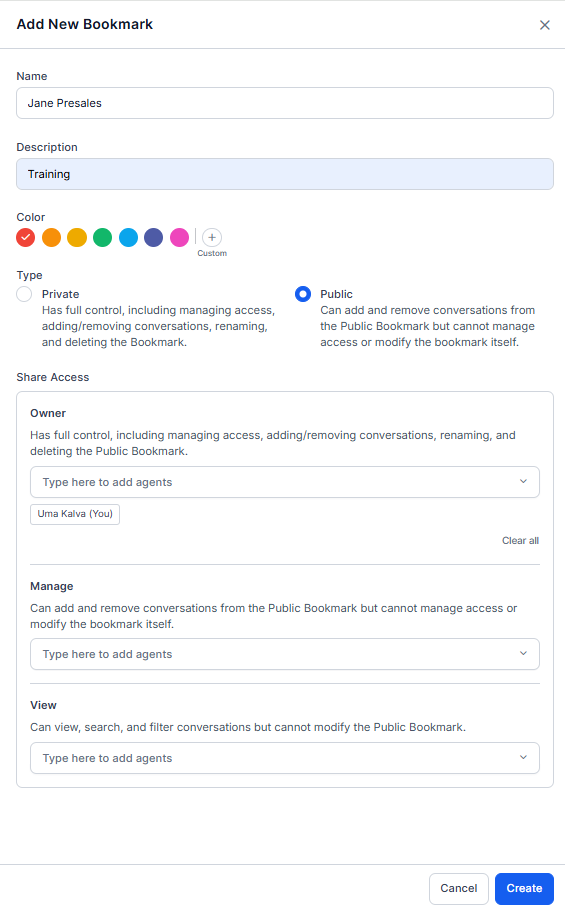 Add New Bookmark
Name
Jane Presales
Description
Training
Color
Custom
Type
Private
Has full control, including managing access,
adding/removing conversations, renaming,
and deleting the Bookmark.
Public
Can add and remove conversations from
the Public Bookmark but cannot manage
access or modify the bookmark itself.
Share Access
Owner
Has full control, including managing access, adding/removing conversations, renaming, and
deleting the Public Bookmark.
Type here to add agents
Uma Kalva (You)
Clear all
Manage
Can add and remove conversations from the Public Bookmark but cannot manage access or
modify the bookmark itself.
Type here to add agents
View
Can view, search, and filter conversations but cannot modify the Public Bookmark.
Type here to add agents
Cancel
Create